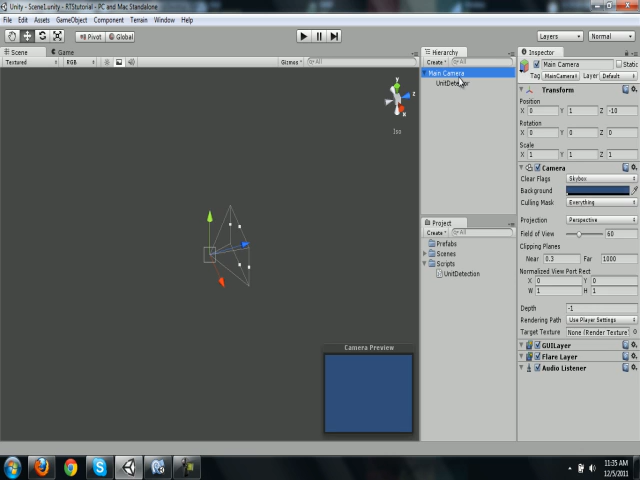 Unity - Scene1.unity - RTStutorial - PC and Mac Standalone
File Edit Assets GameObject Component Terrain Window Help
Pivot Global
Layers Normal
Scene Game
Textured RGB Gizmos All
y
z
x
Iso
Camera Preview
Hierarchy
Create All
Main Camera
UnitDetector
Project
Create All
Prefabs
Scenes
Scripts
UnitDetection
Inspector
Main Camera Static
Tag MainCamera Layer Default
Transform
Position
X 0 Y 1 Z -10
Rotation
X 0 Y 0 Z 0
Scale
X 1 Y 1 Z 1
Camera
Clear Flags Skybox
Background
Culling Mask Everything
Projection Perspective
Field of View 60
Clipping Planes
Near 0.3 Far 1000
Normalized View Port Rect
X 0 Y 0
W 1 H 1
Depth -1
Rendering Path Use Player Settings
Target Texture None (Render Texture)
GUILayer
Flare Layer
Audio Listener
11:35 AM
12/5/2011